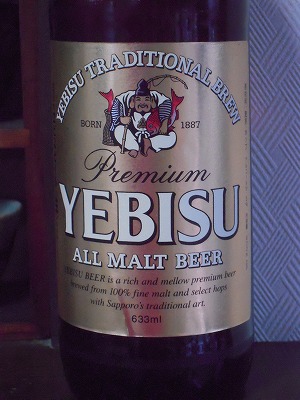 YEBISU TRADITIONAL BREW
BORN 1887
Premium
YEBISU
ALL MALT BEER
YEBISU BEER is a rich and mellow premium beer
brewed from 100% fine malt and select hops
with Sapporo's traditional art.
633ml